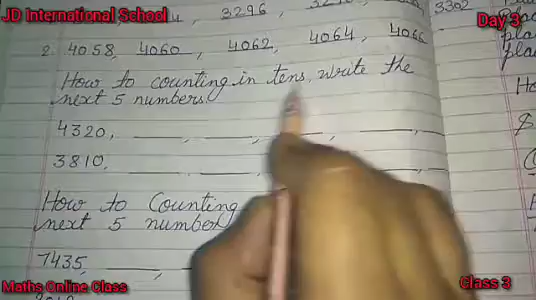 JD International School
3296,
3302
Day 3
2. 4058, 4060, 4062, 4064, 4066
How to counting in tens, write the
next 5 numbers.
4320,
3810,
How to Counting
next 5 number
7435,
Maths Online Class
Class 3